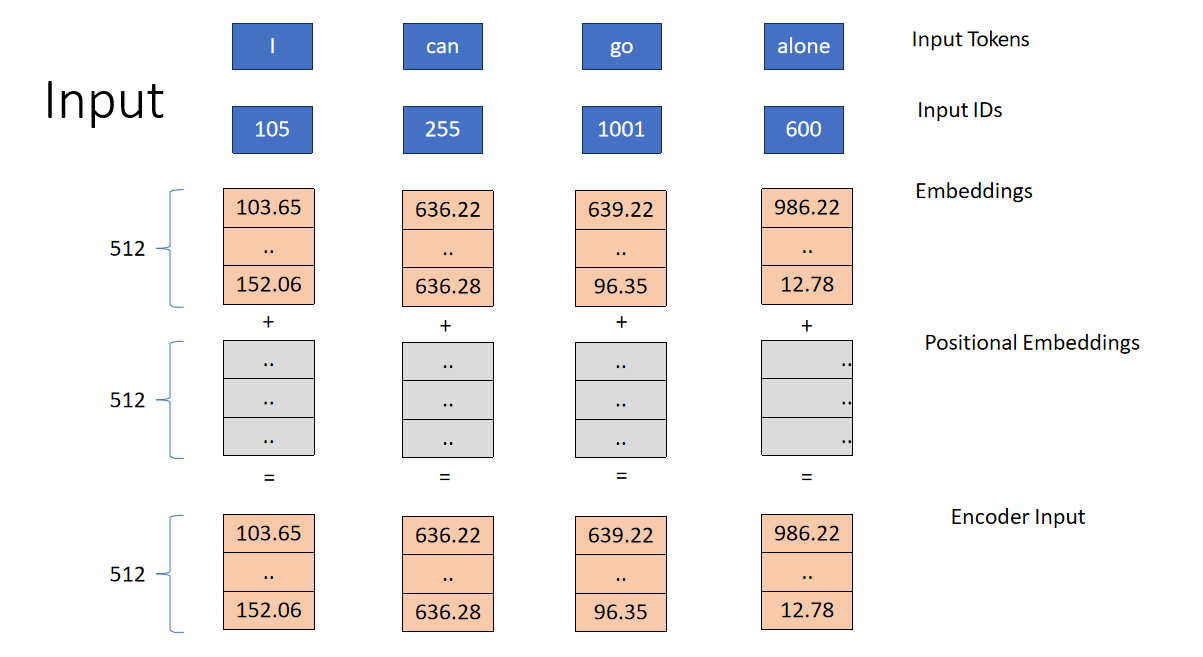 I can go alone Input Tokens
Input
105 255 1001 600 Input IDs
Embeddings
103.65 636.22 639.22 986.22
512 .. .. .. ..
152.06 636.28 96.35 12.78
+ + + +
Positional Embeddings
.. .. .. ..
512 .. .. .. ..
.. .. .. ..
= = = =
Encoder Input
103.65 636.22 639.22 986.22
512 .. .. .. ..
152.06 636.28 96.35 12.78